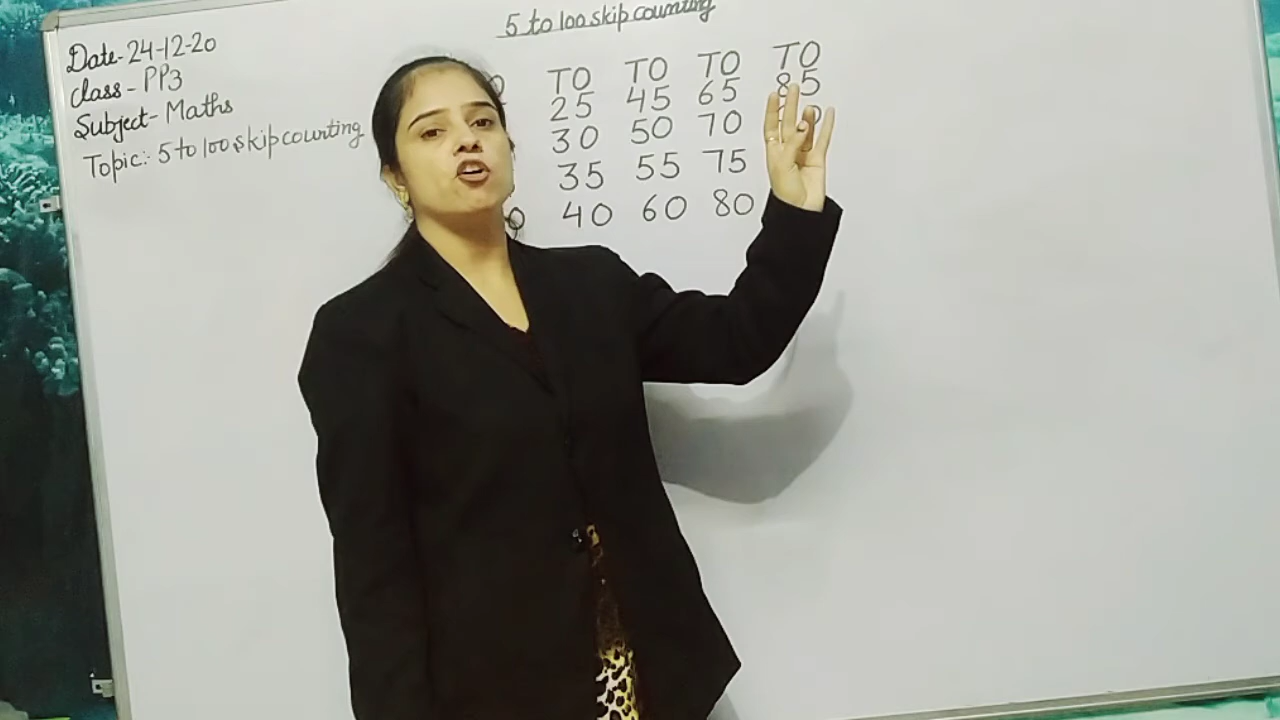 5 to 100 skip counting
Date-24-12-20
Class-PP3
Subject-Maths
Topic:-5 to 100 skip counting
TO TO TO TO
25 45 65 85
30 50 70
35 55 75
40 60 80